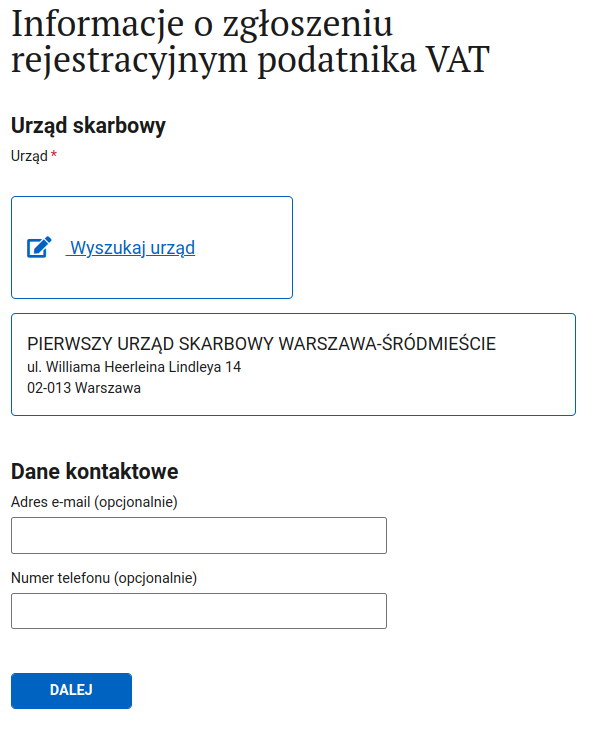 Informacje o zgłoszeniu
rejestracyjnym podatnika VAT
Urząd skarbowy
Urząd *
Wyszukaj urząd
PIERWSZY URZĄD SKARBOWY WARSZAWA-ŚRÓDMIEŚCIE
ul. Williama Heerleina Lindleya 14
02-013 Warszawa
Dane kontaktowe
Adres e-mail (opcjonalnie)
Numer telefonu (opcjonalnie)
DALEJ